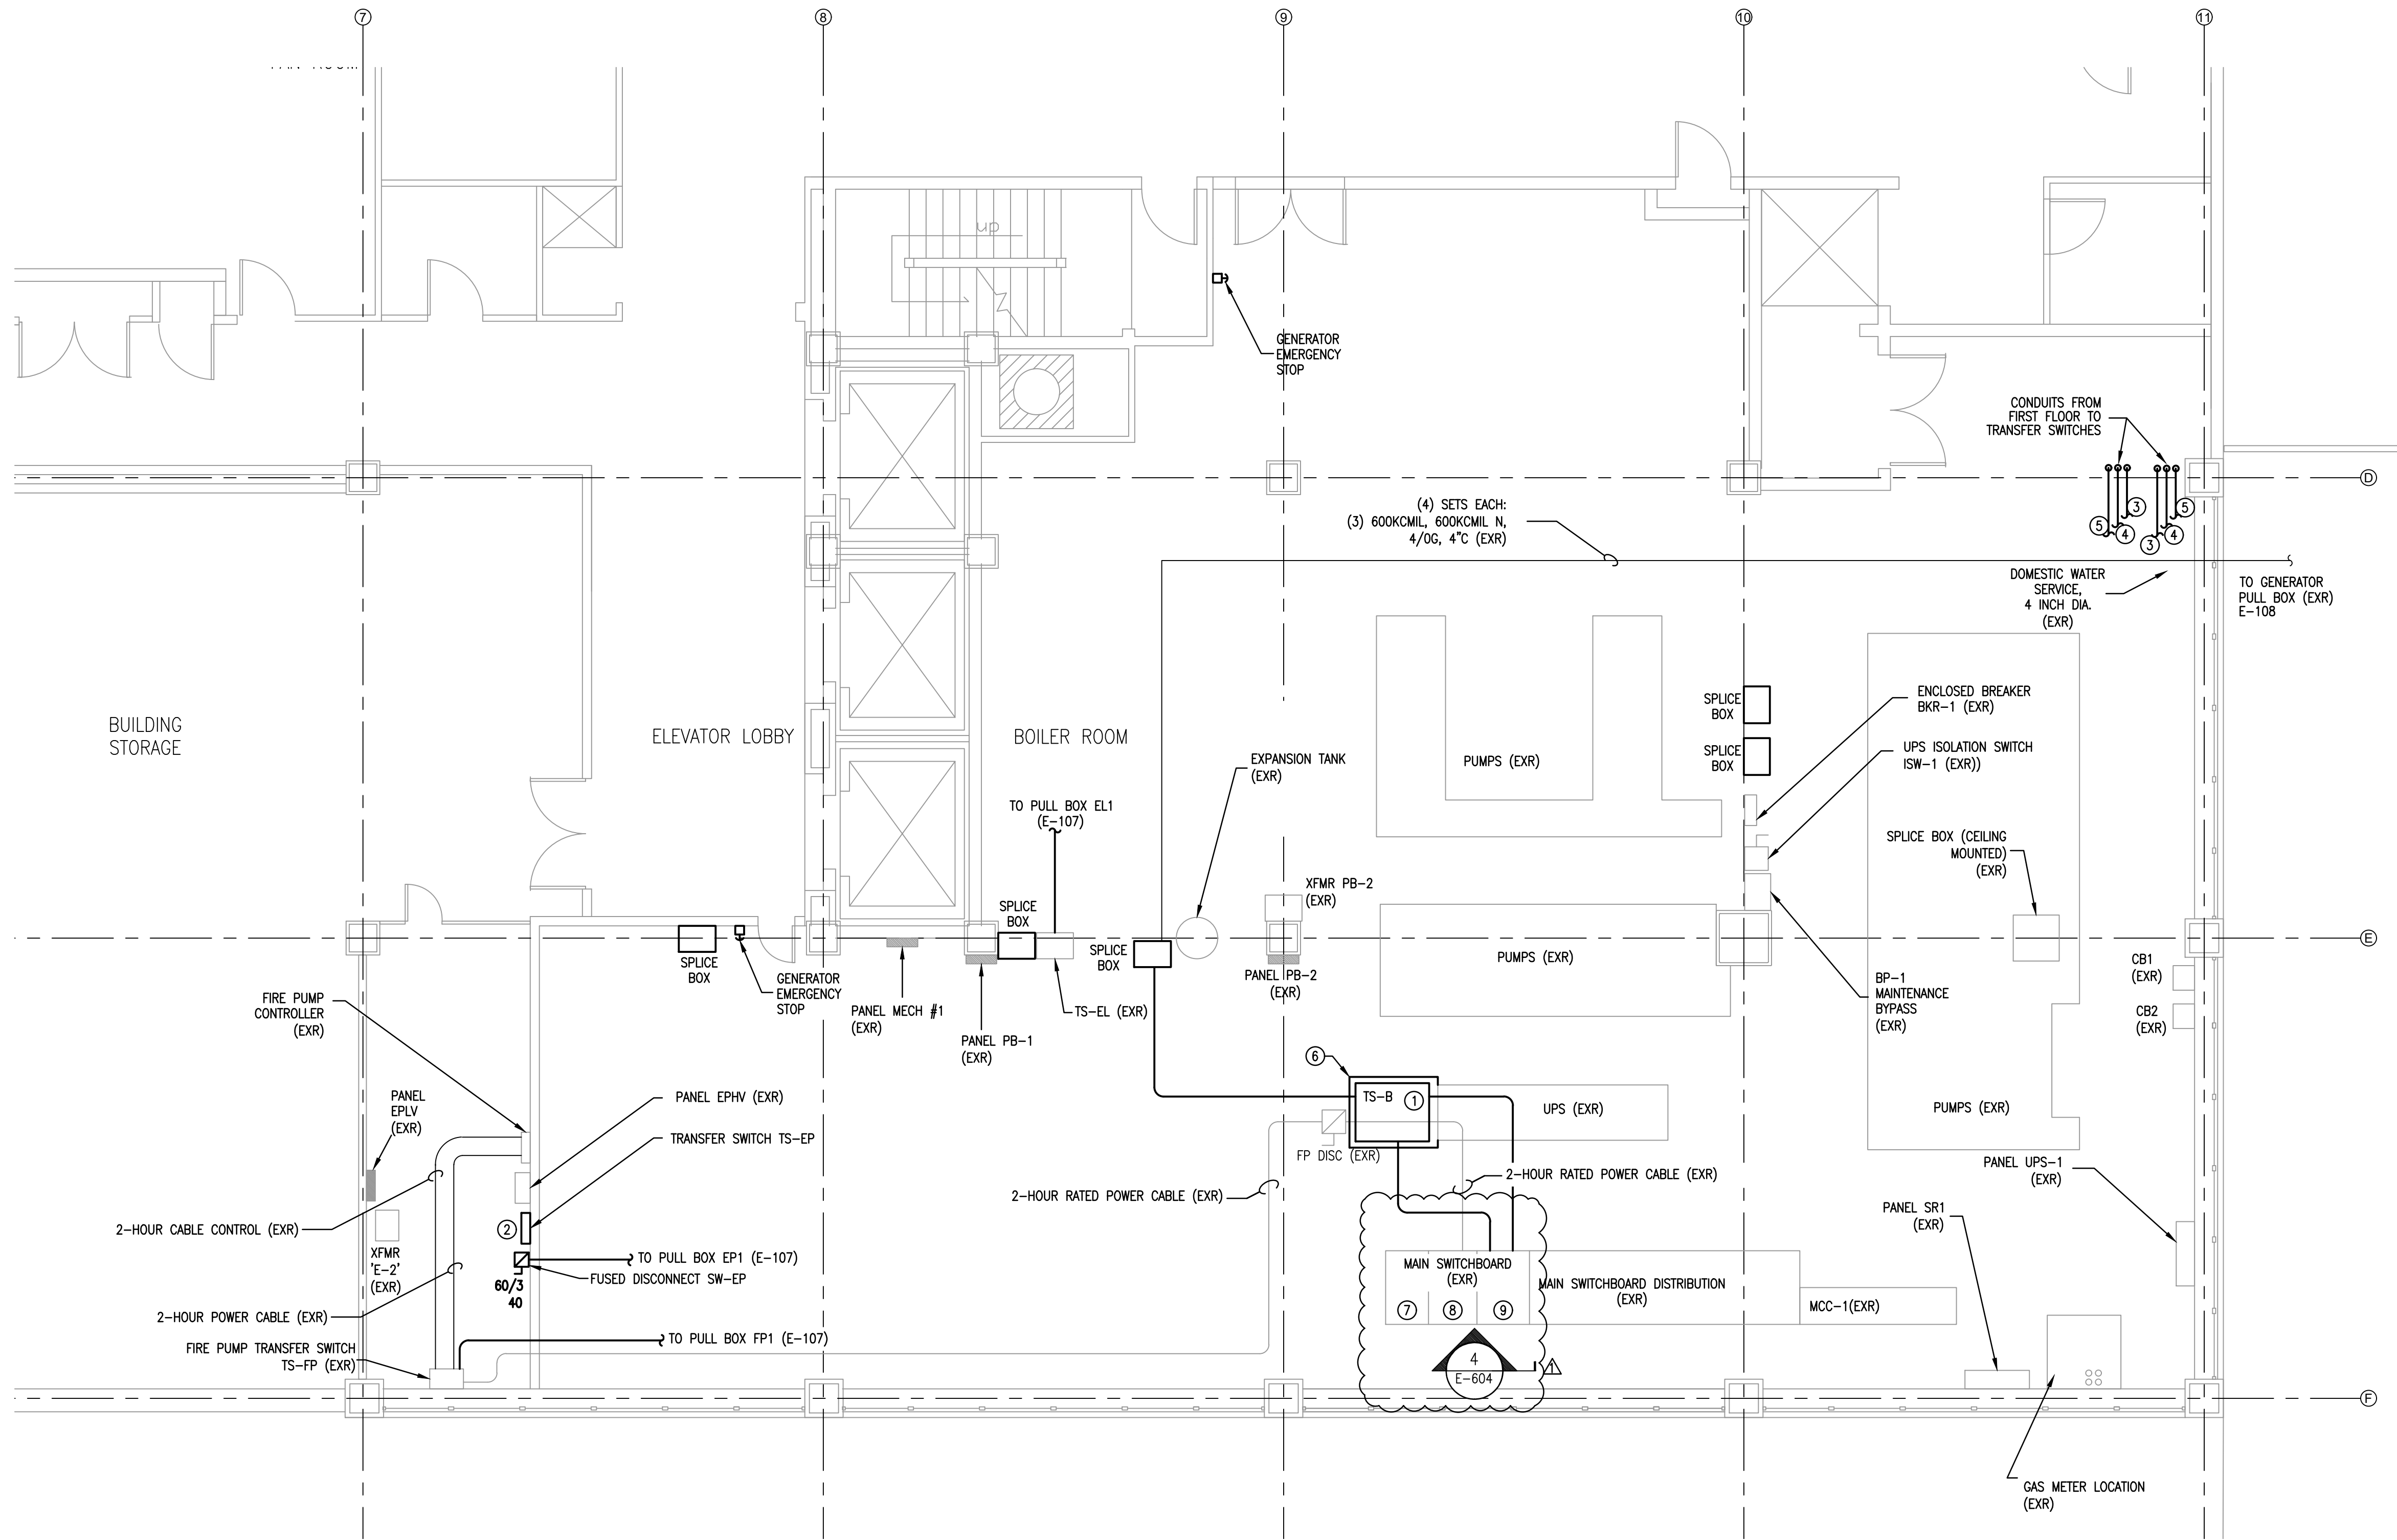 7
8
9
10
11
up
GENERATOR
EMERGENCY
STOP
CONDUITS FROM
FIRST FLOOR TO
TRANSFER SWITCHES
D
(4) SETS EACH:
(3) 600KCMIL, 600KCMIL N,
4/0G, 4"C (EXR)
5
4
3
3
4
5
DOMESTIC WATER
SERVICE,
4 INCH DIA.
(EXR)
TO GENERATOR
PULL BOX (EXR)
E-108
BUILDING
STORAGE
ELEVATOR LOBBY
BOILER ROOM
EXPANSION TANK
(EXR)
PUMPS (EXR)
SPLICE
BOX
SPLICE
BOX
ENCLOSED BREAKER
BKR-1 (EXR)
UPS ISOLATION SWITCH
ISW-1 (EXR))
TO PULL BOX EL1
(E-107)
SPLICE BOX (CEILING
MOUNTED)
(EXR)
XFMR PB-2
(EXR)
SPLICE
BOX
E
SPLICE
BOX
GENERATOR
EMERGENCY
STOP
SPLICE
BOX
PANEL MECH #1
(EXR)
PANEL PB-1
(EXR)
TS-EL (EXR)
PANEL PB-2
(EXR)
PUMPS (EXR)
BP-1
MAINTENANCE
BYPASS
(EXR)
CB1
(EXR)
CB2
(EXR)
FIRE PUMP
CONTROLLER
(EXR)
PANEL
EPLV
(EXR)
PANEL EPHV (EXR)
TRANSFER SWITCH TS-EP
6
TS-B
1
UPS (EXR)
PUMPS (EXR)
FP DISC (EXR)
2-HOUR RATED POWER CABLE (EXR)
2-HOUR RATED POWER CABLE (EXR)
PANEL UPS-1
(EXR)
PANEL SR1
(EXR)
2-HOUR CABLE CONTROL (EXR)
2
XFMR
'E-2'
(EXR)
TO PULL BOX EP1 (E-107)
FUSED DISCONNECT SW-EP
60/3
40
2-HOUR POWER CABLE (EXR)
TO PULL BOX FP1 (E-107)
FIRE PUMP TRANSFER SWITCH
TS-FP (EXR)
MAIN SWITCHBOARD
(EXR)
7
8
9
MAIN SWITCHBOARD DISTRIBUTION
(EXR)
MCC-1(EXR)
4
E-604
1
F
GAS METER LOCATION
(EXR)